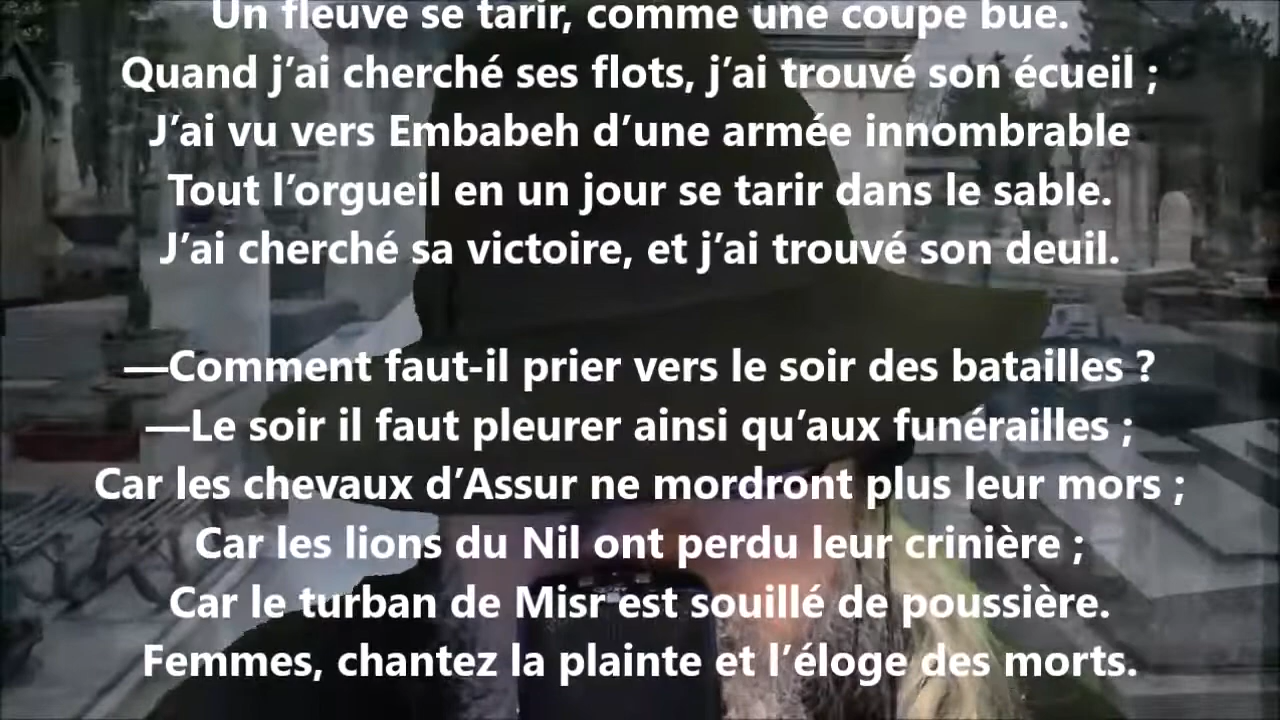 Un fleuve se tarir, comme une coupe bue.
Quand j’ai cherché ses flots, j’ai trouvé son écueil ;
J’ai vu vers Embabeh d’une armée innombrable
Tout l’orgueil en un jour se tarir dans le sable.
J’ai cherché sa victoire, et j’ai trouvé son deuil.
—Comment faut-il prier vers le soir des batailles ?
—Le soir il faut pleurer ainsi qu’aux funérailles ;
Car les chevaux d’Assur ne mordront plus leur mors ;
Car les lions du Nil ont perdu leur crinière ;
Car le turban de Misr est souillé de poussière.
Femmes, chantez la plainte et l’éloge des morts.